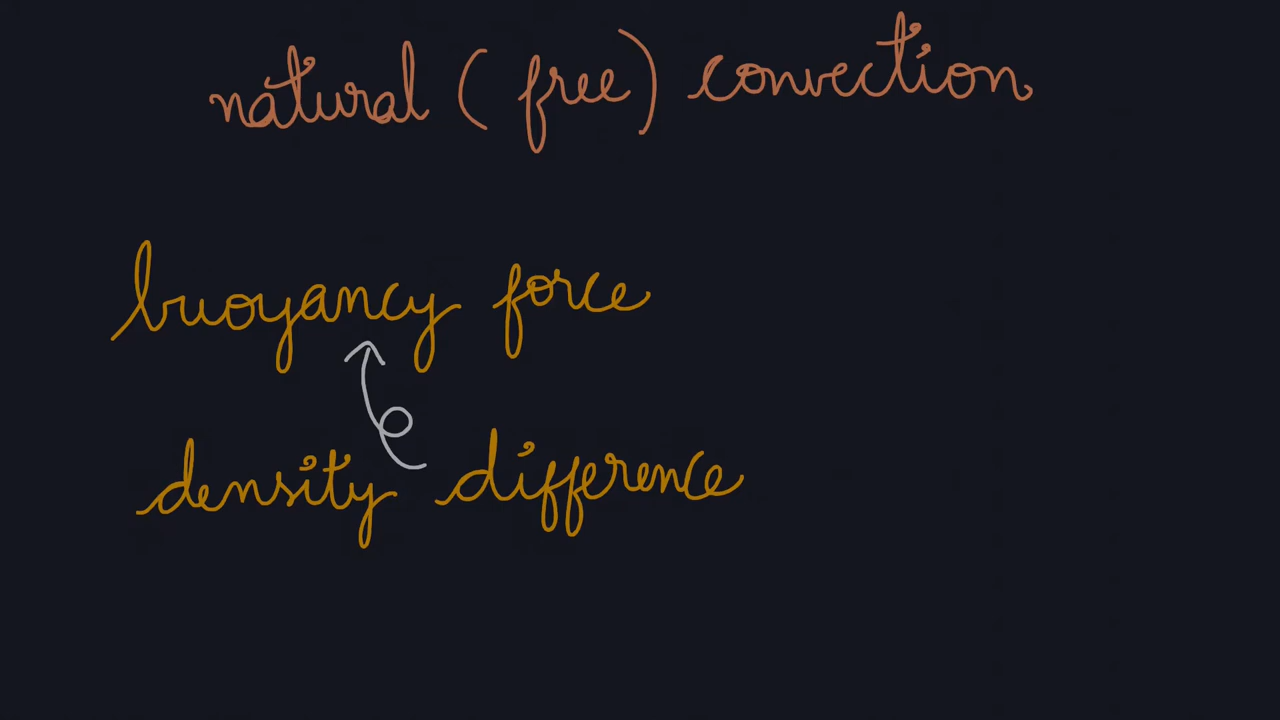 natural (free) convection
buoyancy force
density difference